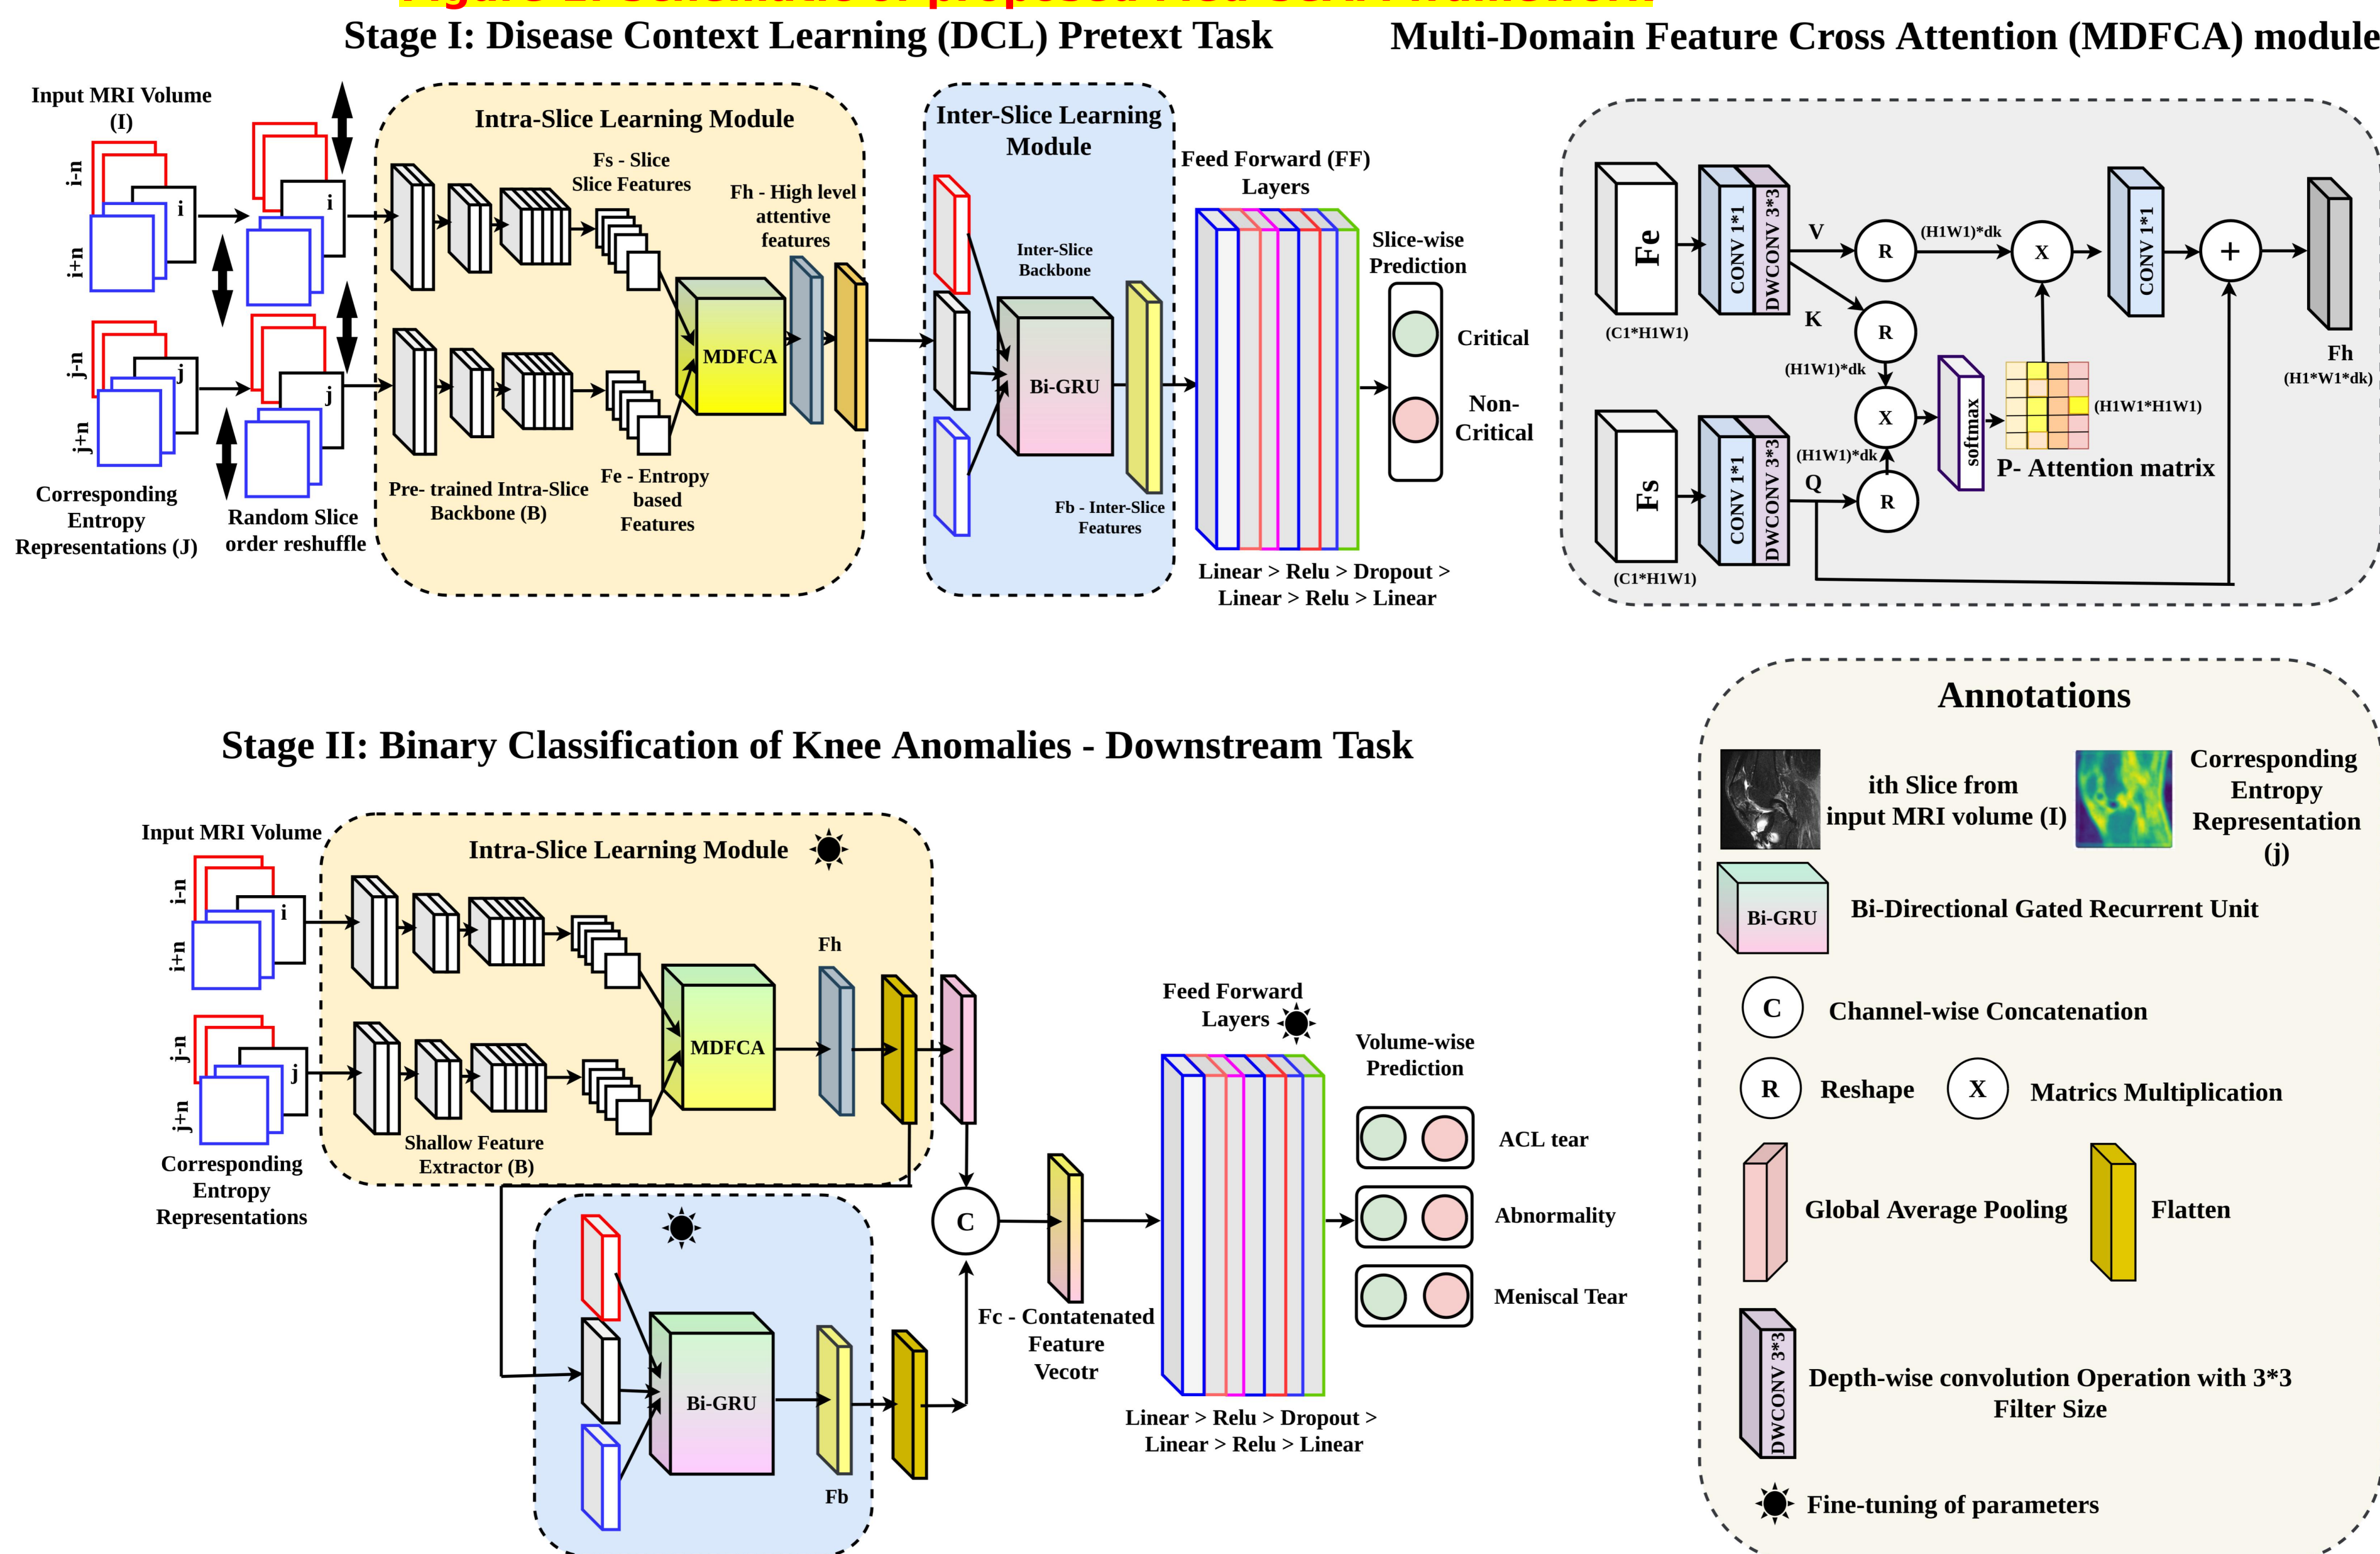 Stage I: Disease Context Learning (DCL) Pretext Task
Multi-Domain Feature Cross Attention (MDFCA) module
Input MRI Volume
(I)
i-n
i
i+n
i
j-n
j
j+n
j
Corresponding
Entropy
Representations (J)
Random Slice
order reshuffle
Intra-Slice Learning Module
Fs - Slice
Slice Features
Fh - High level
attentive
features
MDFCA
Pre- trained Intra-Slice
Backbone (B)
Fe - Entropy
based
Features
Inter-Slice Learning
Module
Inter-Slice
Backbone
Bi-GRU
Fb - Inter-Slice
Features
Feed Forward (FF)
Layers
Linear > Relu > Dropout >
Linear > Relu > Linear
Slice-wise
Prediction
Critical
Non-
Critical
Fe
(C1*H1W1)
CONV 1*1
DWCONV 3*3
V
K
R
(H1W1)*dk
X
CONV 1*1
+
Fh
(H1*W1*dk)
R
(H1W1)*dk
X
softmax
(H1W1*H1W1)
P- Attention matrix
Fs
(C1*H1W1)
CONV 1*1
DWCONV 3*3
(H1W1)*dk
Q
R
Stage II: Binary Classification of Knee Anomalies - Downstream Task
Input MRI Volume
i-n
i
i+n
j-n
j
j+n
Corresponding
Entropy
Representations
Intra-Slice Learning Module
Shallow Feature
Extractor (B)
MDFCA
Fh
Bi-GRU
Fb
C
Fc - Contatenated
Feature
Vecotr
Feed Forward
Layers
Linear > Relu > Dropout >
Linear > Relu > Linear
Volume-wise
Prediction
ACL tear
Abnormality
Meniscal Tear
Annotations
ith Slice from
input MRI volume (I)
Corresponding
Entropy
Representation
(j)
Bi-GRU
Bi-Directional Gated Recurrent Unit
C
Channel-wise Concatenation
R
Reshape
X
Matrics Multiplication
Global Average Pooling
Flatten
DWCONV 3*3
Depth-wise convolution Operation with 3*3
Filter Size
Fine-tuning of parameters